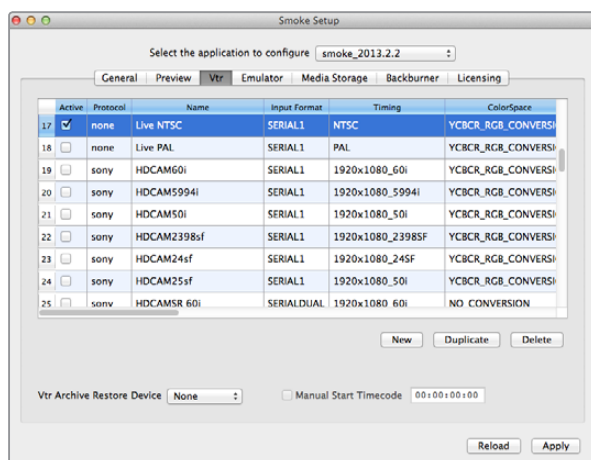 Smoke Setup
Select the application to configure smoke_2013.2.2
General Preview Vtr Emulator Media Storage Backburner Licensing
Active Protocol Name Input Format Timing ColorSpace
17 none Live NTSC SERIAL1 NTSC YCBCR_RGB_CONVERSI
18 none Live PAL SERIAL1 PAL YCBCR_RGB_CONVERSI
19 sony HDCAM60i SERIAL1 1920x1080_60i YCBCR_RGB_CONVERSI
20 sony HDCAM5994i SERIAL1 1920x1080_5994i YCBCR_RGB_CONVERSI
21 sony HDCAM50i SERIAL1 1920x1080_50i YCBCR_RGB_CONVERSI
22 sony HDCAM2398sf SERIAL1 1920x1080_2398SF YCBCR_RGB_CONVERSI
23 sony HDCAM24sf SERIAL1 1920x1080_24SF YCBCR_RGB_CONVERSI
24 sony HDCAM25sf SERIAL1 1920x1080_50i YCBCR_RGB_CONVERSI
25 sony HDCAMSR 60i SERIALDUAL 1920x1080 60i NO CONVERSION
New Duplicate Delete
Vtr Archive Restore Device None Manual Start Timecode 00:00:00:00
Reload Apply